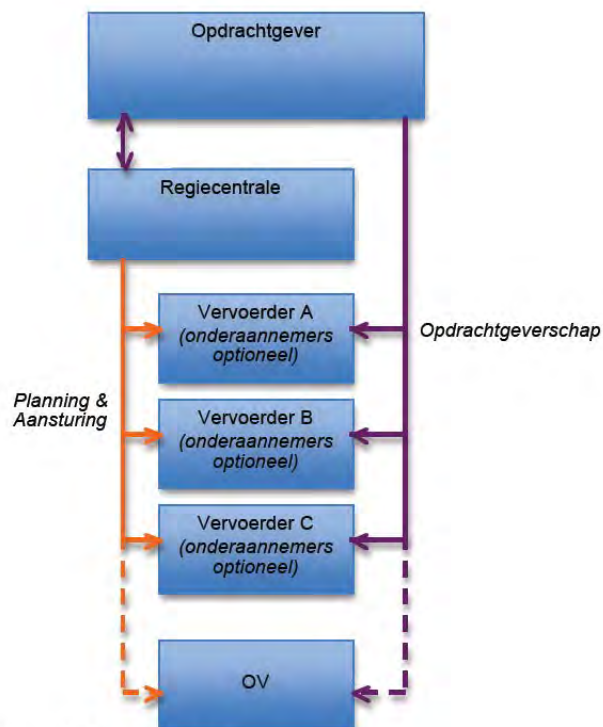 Opdrachtgever
Regiecentrale
Vervoerder A
(onderaannemers
optioneel)
Opdrachtgeverschap
Planning &
Aansturing
Vervoerder B
(onderaannemers
optioneel)
Vervoerder C
(onderaannemers
optioneel)
OV